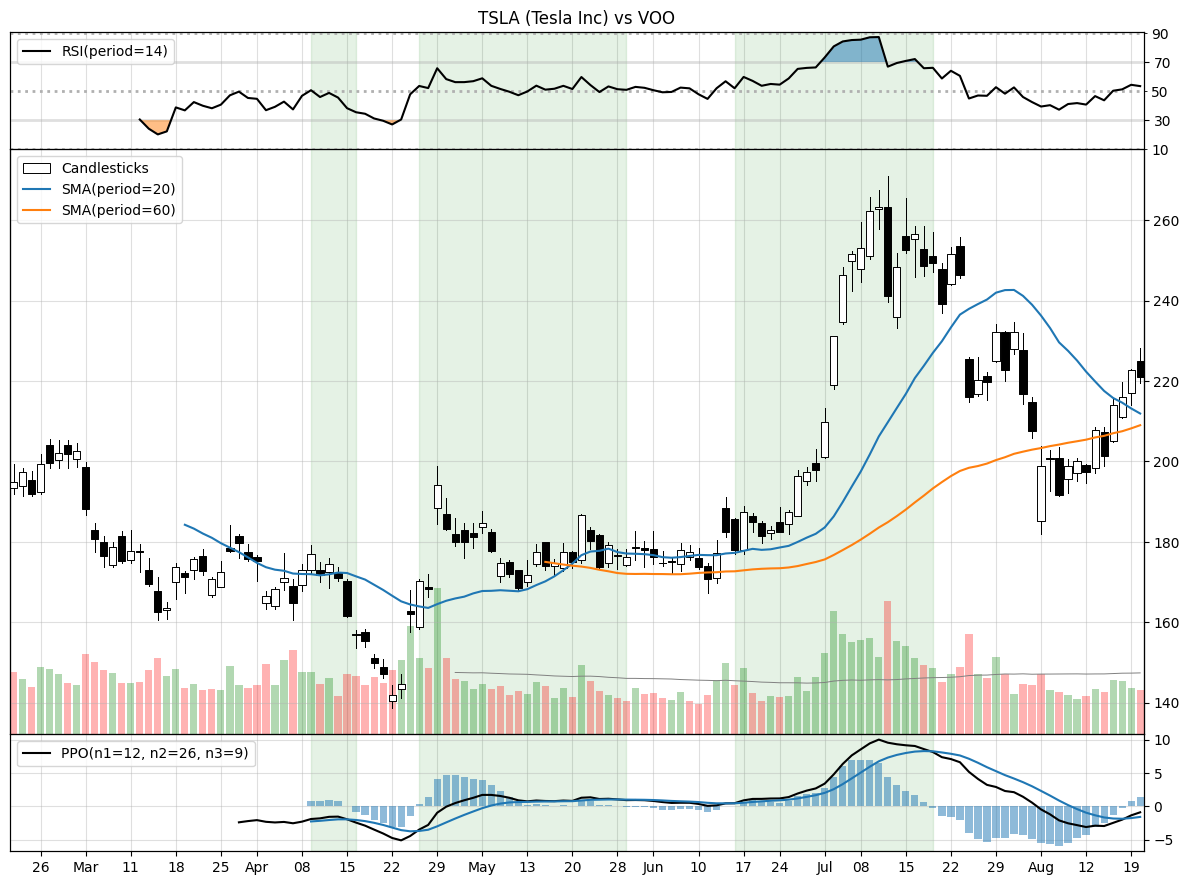 TSLA (Tesla Inc) vs VOO
RSI(period=14)
90
70
50
30
10
Candlesticks
SMA(period=20)
SMA(period=60)
260
240
220
200
180
160
140
PPO(n1=12, n2=26, n3=9)
10
5
0
−5
26 Mar 11 18 25 Apr 08 15 22 29 May 13 20 28 Jun 10 17 24 Jul 08 15 22 29 Aug 12 19